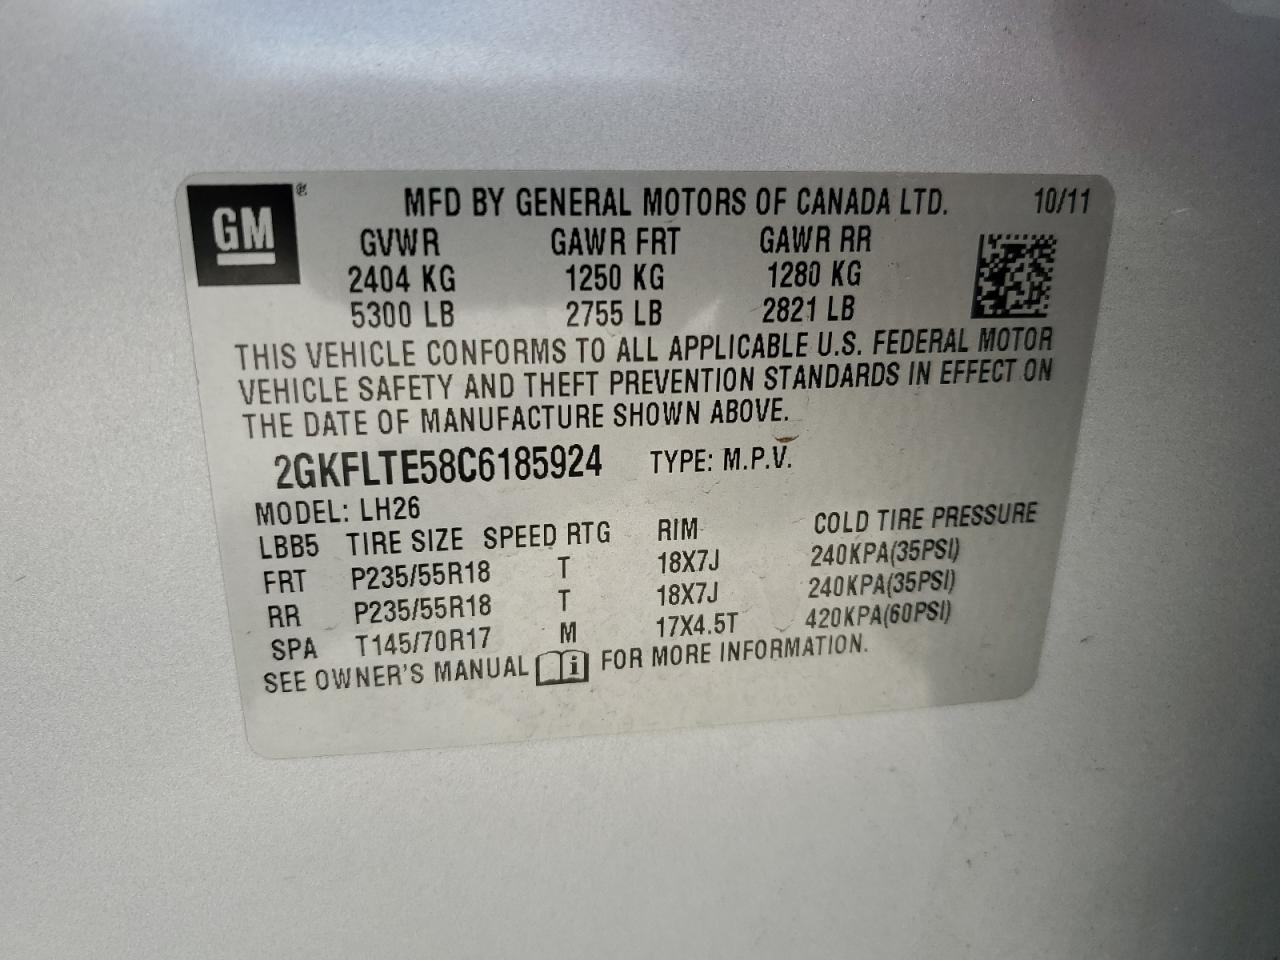 GM ® MFD BY GENERAL MOTORS OF CANADA LTD. 10/11
GVWR GAWR FRT GAWR RR
2404 KG 1250 KG 1280 KG
5300 LB 2755 LB 2821 LB
THIS VEHICLE CONFORMS TO ALL APPLICABLE U.S. FEDERAL MOTOR
VEHICLE SAFETY AND THEFT PREVENTION STANDARDS IN EFFECT ON
THE DATE OF MANUFACTURE SHOWN ABOVE.
2GKFLTE58C6185924 TYPE: M.P.V.
MODEL: LH26
LBB5 TIRE SIZE SPEED RTG RIM COLD TIRE PRESSURE
FRT P235/55R18 T 18X7J 240KPA(35PSI)
RR P235/55R18 T 18X7J 240KPA(35PSI)
SPA T145/70R17 M 17X4.5T 420KPA(60PSI)
SEE OWNER'S MANUAL i FOR MORE INFORMATION.